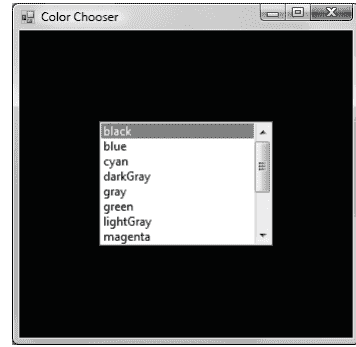 Color Chooser
black
blue
cyan
darkGray
gray
green
lightGray
magenta